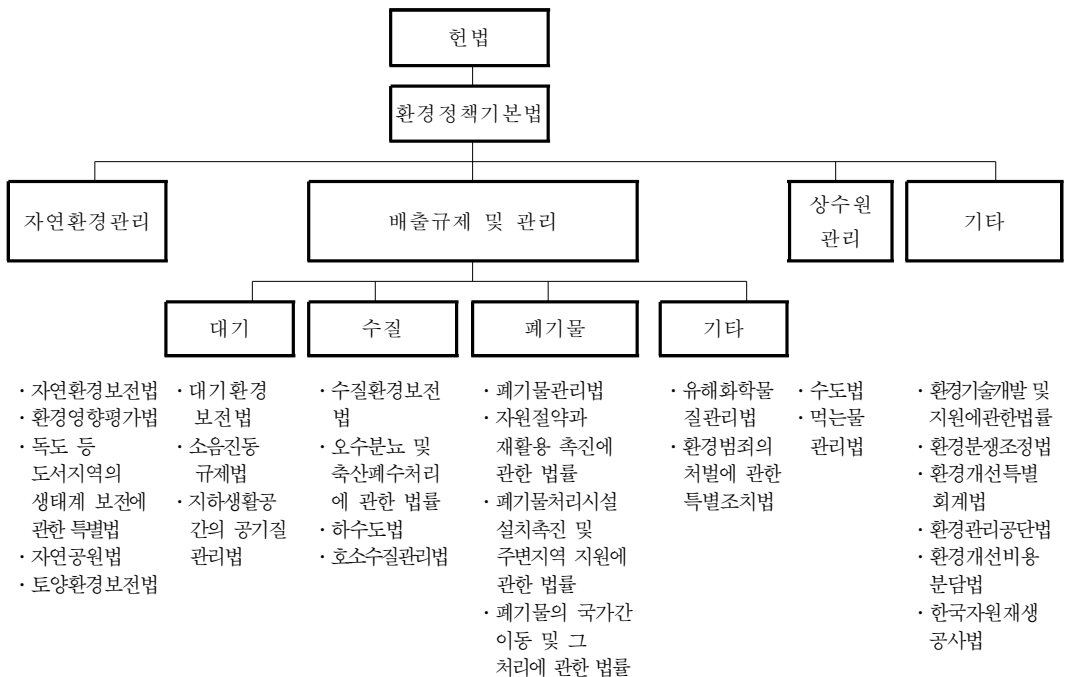 헌법
환경정책기본법
자연환경관리
배출규제 및 관리
상수원
관리
기타
대기
수질
폐기물
기타
· 자연환경보전법
· 환경영향평가법
· 독도 등
도서지역의
생태계 보전에
관한 특별법
· 자연공원법
· 토양환경보전법
· 대기환경
보전법
· 소음진동
규제법
· 지하생활공
간의 공기질
관리법
· 수질환경보전
법
· 오수분뇨 및
축산폐수처리
에 관한 법률
· 하수도법
· 호소수질관리법
· 폐기물관리법
· 자원절약과
재활용 촉진에
관한 법률
· 폐기물처리시설
설치촉진 및
주변지역 지원에
관한 법률
· 폐기물의 국가간
이동 및 그
처리에 관한 법률
· 유해화학물
질관리법
· 환경범죄의
처벌에 관한
특별조치법
· 수도법
· 먹는물
관리법
· 환경기술개발 및
지원에관한법률
· 환경분쟁조정법
· 환경개선특별
회계법
· 환경관리공단법
· 환경개선비용
분담법
· 한국자원재생
공사법